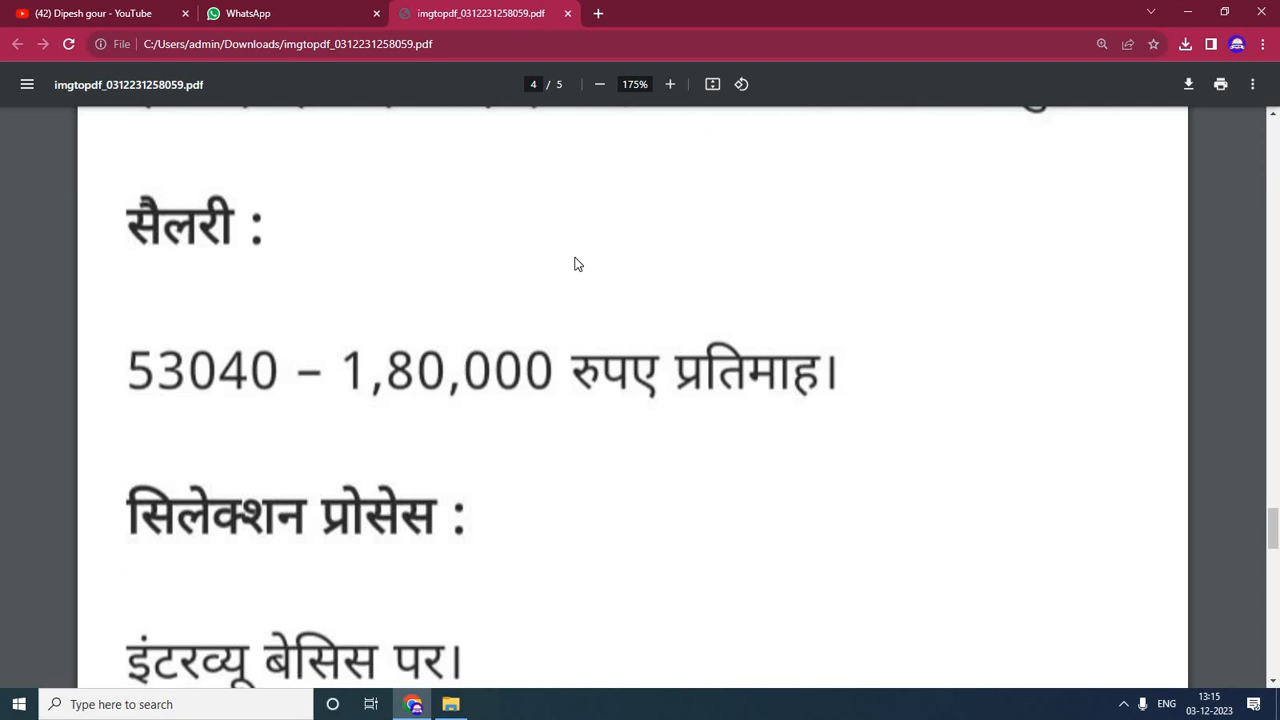 (42) Dipesh gour - YouTube
WhatsApp
imgtopdf_0312231258059.pdf
File
C:/Users/admin/Downloads/imgtopdf_0312231258059.pdf
imgtopdf_0312231258059.pdf
4 / 5
175%
सैलरी :
53040 – 1,80,000 रुपए प्रतिमाह।
सिलेक्शन प्रोसेस :
इंटरव्यू बेसिस पर।
Type here to search
ENG
13:15
03-12-2023